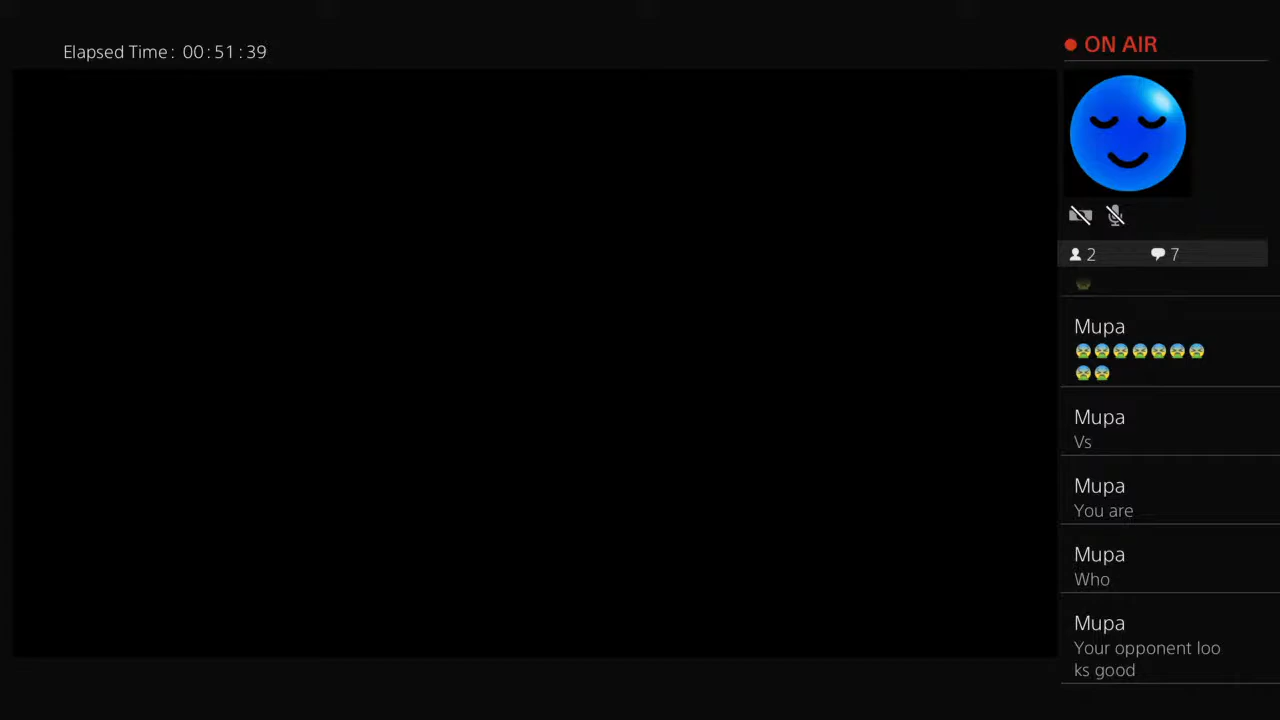 Elapsed Time: 00:51:39
ON AIR
2 7
Mupa
Mupa
Vs
Mupa
You are
Mupa
Who
Mupa
Your opponent loo
ks good